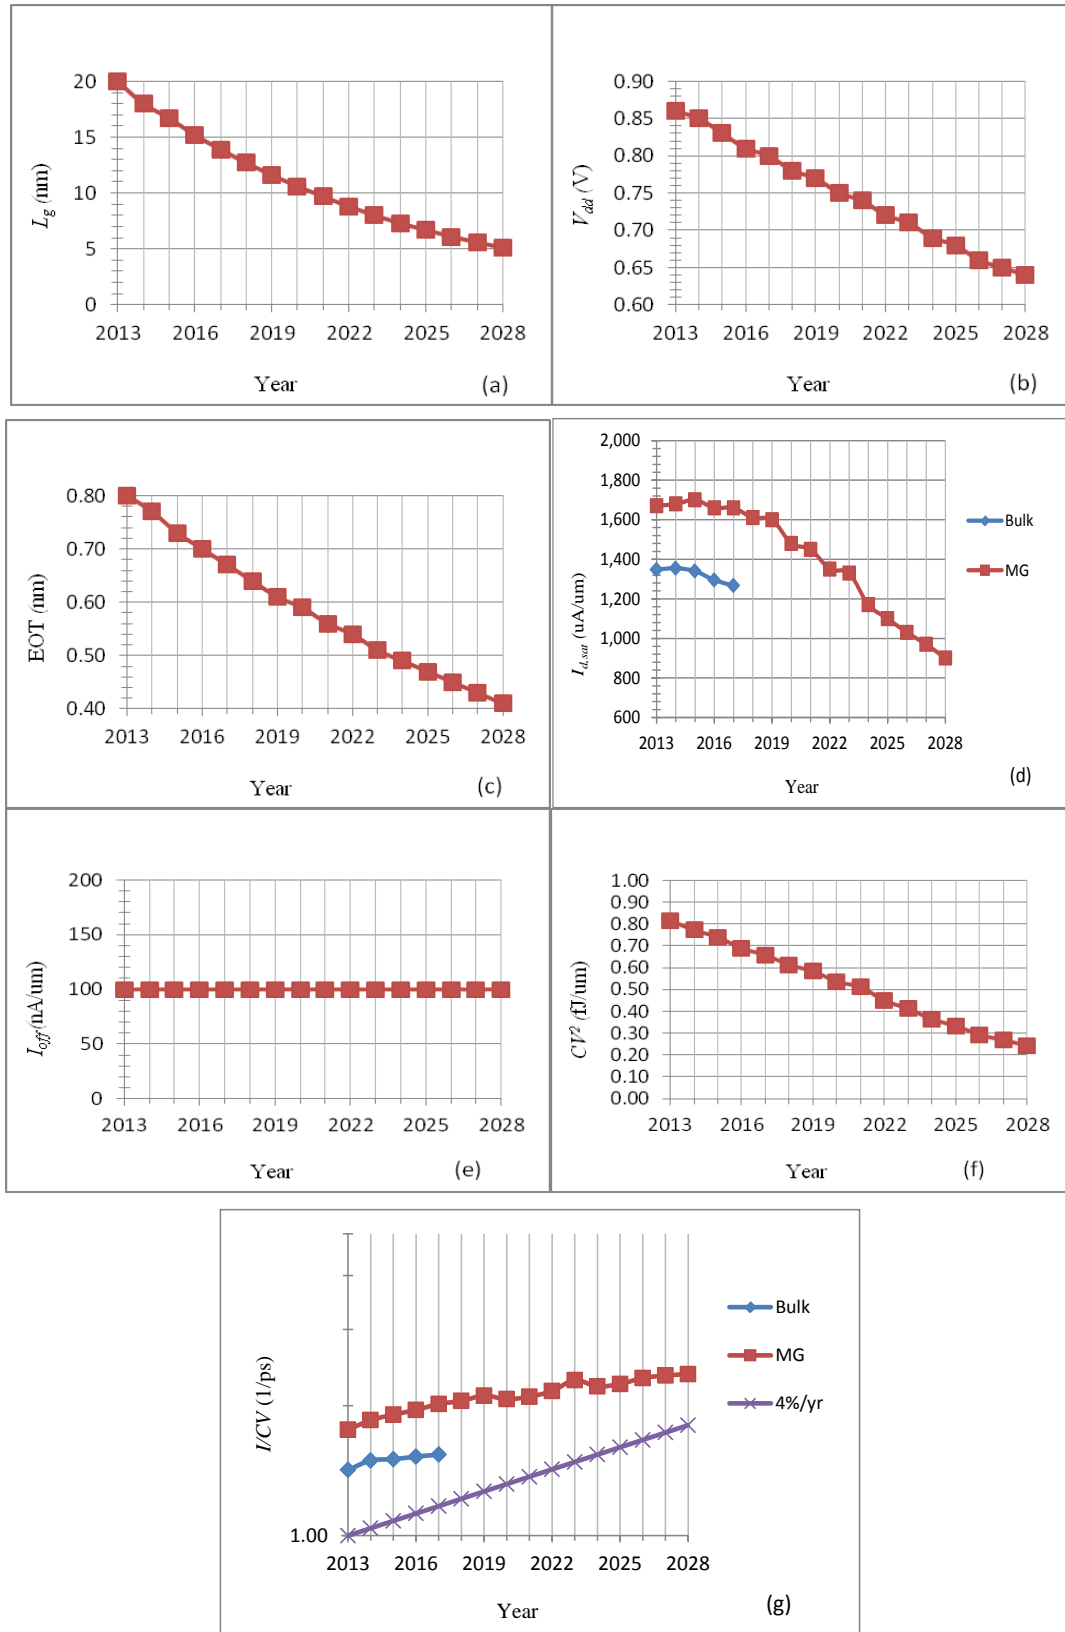 20
15
10
5
0
L_g (nm)
2013 2016 2019 2022 2025 2028
Year
(a)
0.90
0.85
0.80
0.75
0.70
0.65
0.60
V_dd (V)
2013 2016 2019 2022 2025 2028
Year
(b)
0.80
0.70
0.60
0.50
0.40
EOT (nm)
2013 2016 2019 2022 2025 2028
Year
(c)
2,000
1,800
1,600
1,400
1,200
1,000
800
600
I_d,sat (uA/um)
2013 2016 2019 2022 2025 2028
Year
Bulk
MG
(d)
200
150
100
50
0
I_off (nA/um)
2013 2016 2019 2022 2025 2028
Year
(e)
1.00
0.90
0.80
0.70
0.60
0.50
0.40
0.30
0.20
0.10
0.00
CV² (fJ/um)
2013 2016 2019 2022 2025 2028
Year
(f)
I/CV (1/ps)
1.00
2013 2016 2019 2022 2025 2028
Year
Bulk
MG
4%/yr
(g)